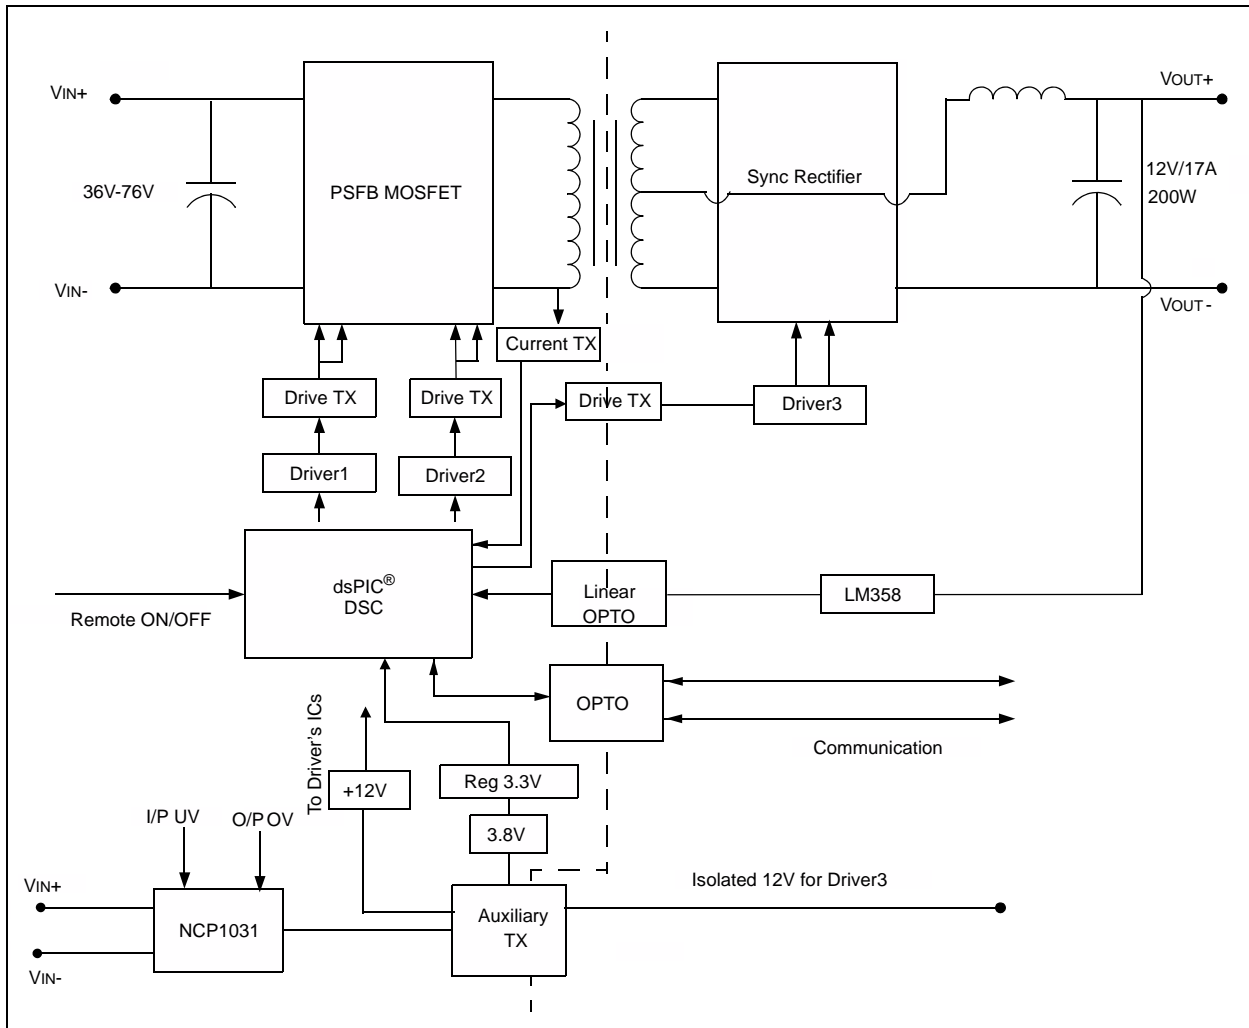 VIN+
VOUT+
36V-76V
PSFB MOSFET
Sync Rectifier
12V/17A
200W
VIN-
VOUT -
Current TX
Drive TX
Drive TX
Drive TX
Driver3
Driver1
Driver2
dsPIC®
DSC
Linear
OPTO
LM358
Remote ON/OFF
OPTO
To Driver's ICs
Communication
+12V
Reg 3.3V
I/P UV
O/P OV
3.8V
VIN+
Isolated 12V for Driver3
NCP1031
Auxiliary
TX
VIN-